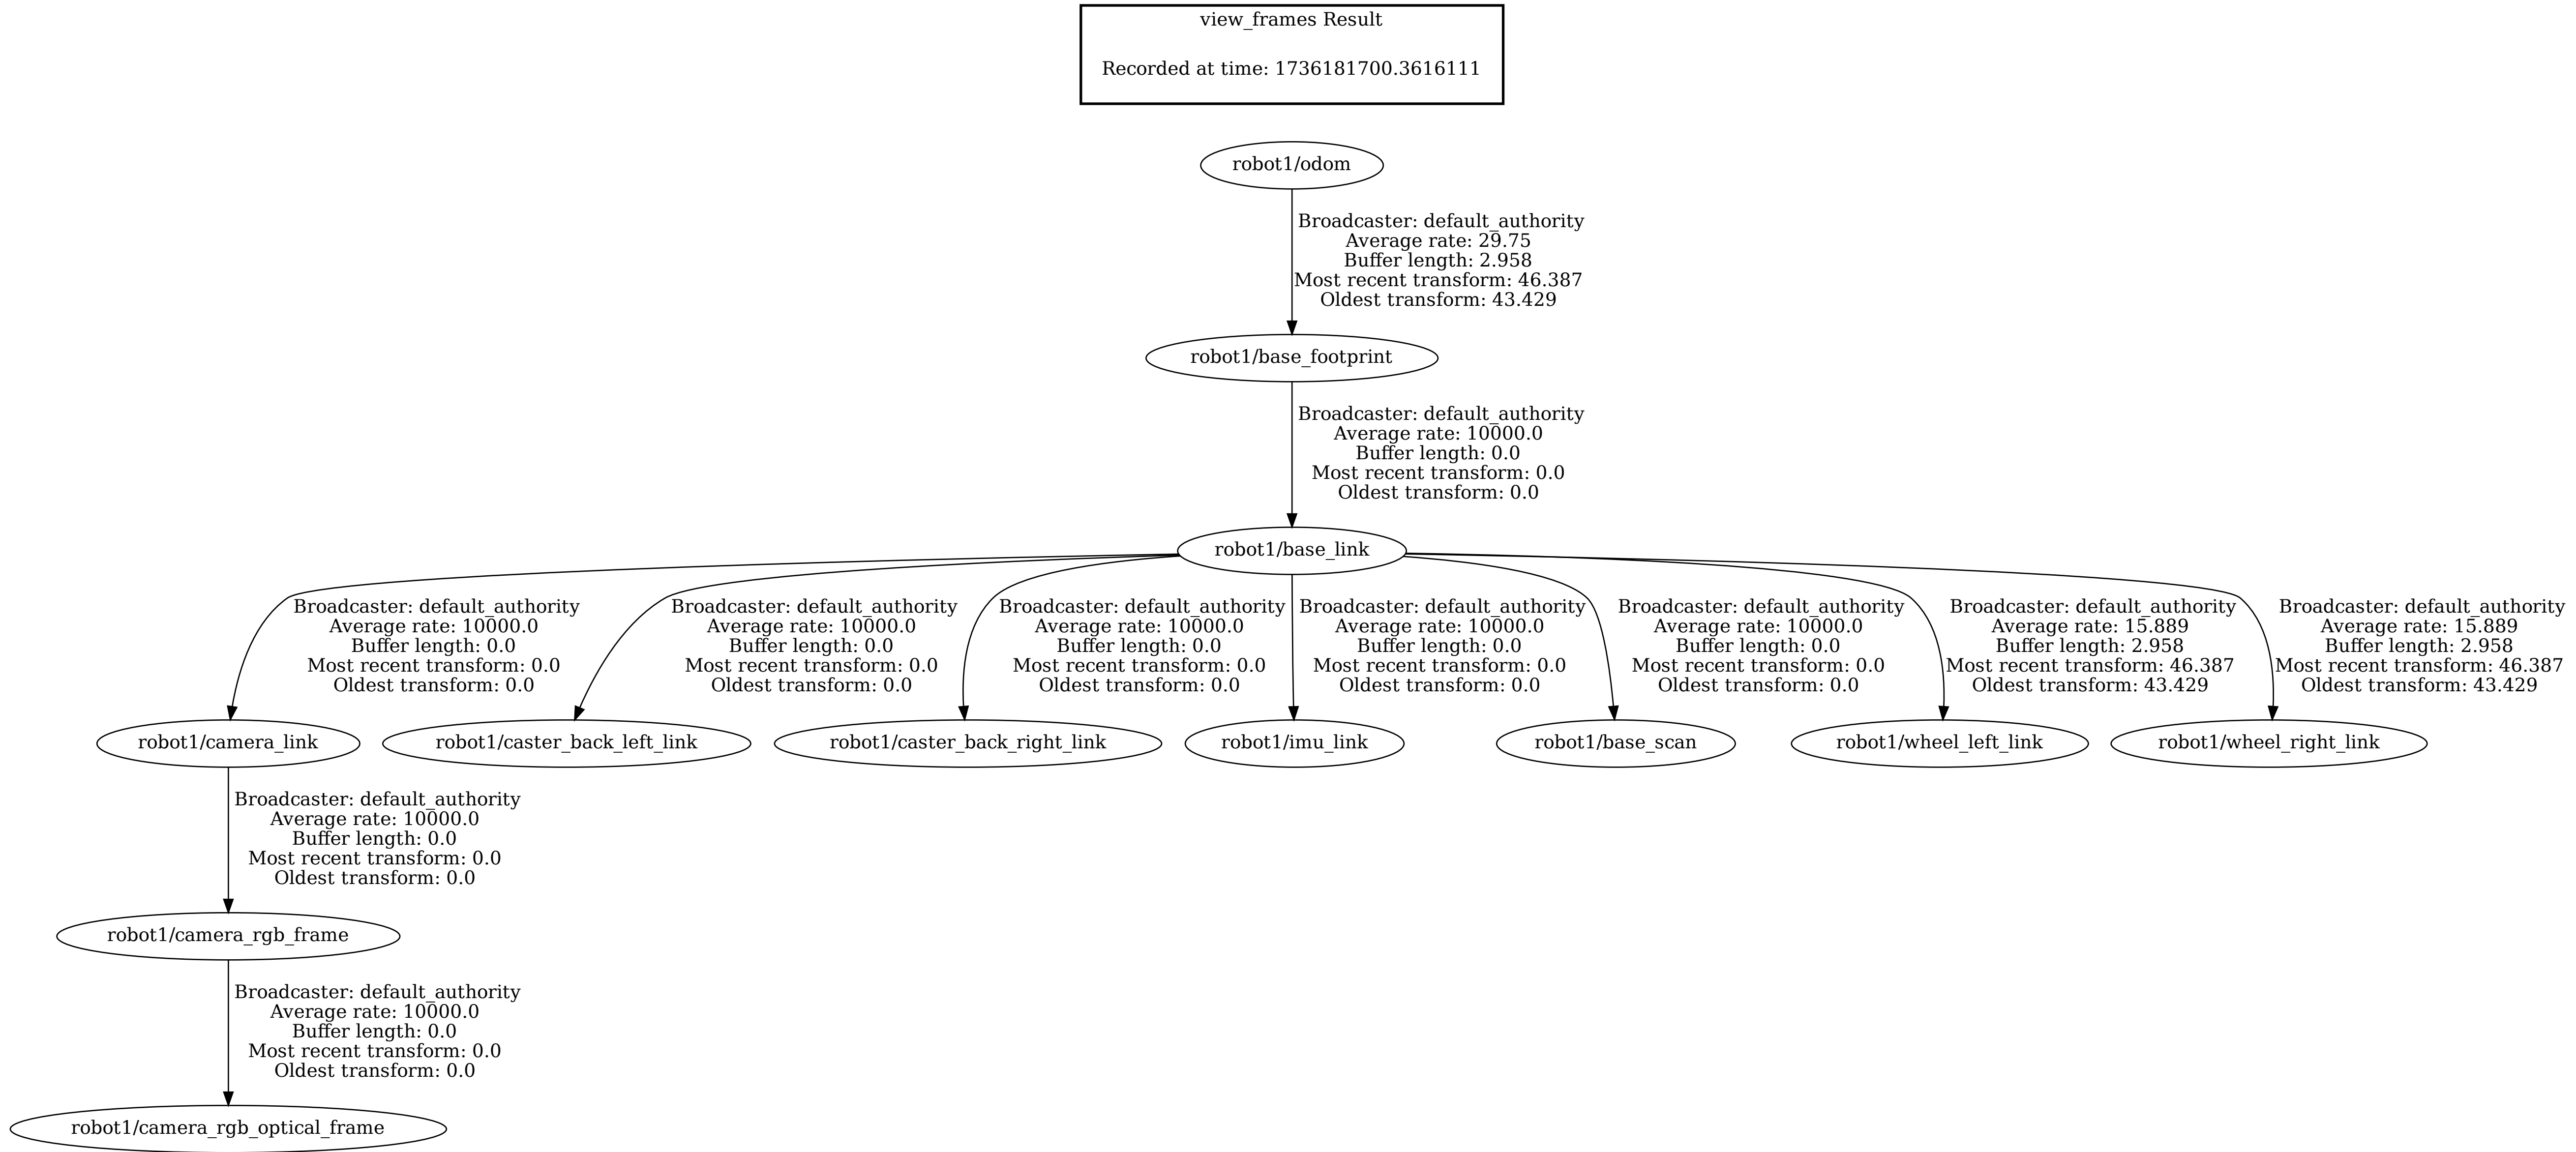 view_frames Result
Recorded at time: 1736181700.3616111
robot1/odom
Broadcaster: default_authority
Average rate: 29.75
Buffer length: 2.958
Most recent transform: 46.387
Oldest transform: 43.429
robot1/base_footprint
Broadcaster: default_authority
Average rate: 10000.0
Buffer length: 0.0
Most recent transform: 0.0
Oldest transform: 0.0
robot1/base_link
Broadcaster: default_authority
Average rate: 10000.0
Buffer length: 0.0
Most recent transform: 0.0
Oldest transform: 0.0
Broadcaster: default_authority
Average rate: 10000.0
Buffer length: 0.0
Most recent transform: 0.0
Oldest transform: 0.0
Broadcaster: default_authority
Average rate: 10000.0
Buffer length: 0.0
Most recent transform: 0.0
Oldest transform: 0.0
Broadcaster: default_authority
Average rate: 10000.0
Buffer length: 0.0
Most recent transform: 0.0
Oldest transform: 0.0
Broadcaster: default_authority
Average rate: 10000.0
Buffer length: 0.0
Most recent transform: 0.0
Oldest transform: 0.0
Broadcaster: default_authority
Average rate: 15.889
Buffer length: 2.958
Most recent transform: 46.387
Oldest transform: 43.429
Broadcaster: default_authority
Average rate: 15.889
Buffer length: 2.958
Most recent transform: 46.387
Oldest transform: 43.429
robot1/camera_link
robot1/caster_back_left_link
robot1/caster_back_right_link
robot1/imu_link
robot1/base_scan
robot1/wheel_left_link
robot1/wheel_right_link
Broadcaster: default_authority
Average rate: 10000.0
Buffer length: 0.0
Most recent transform: 0.0
Oldest transform: 0.0
robot1/camera_rgb_frame
Broadcaster: default_authority
Average rate: 10000.0
Buffer length: 0.0
Most recent transform: 0.0
Oldest transform: 0.0
robot1/camera_rgb_optical_frame